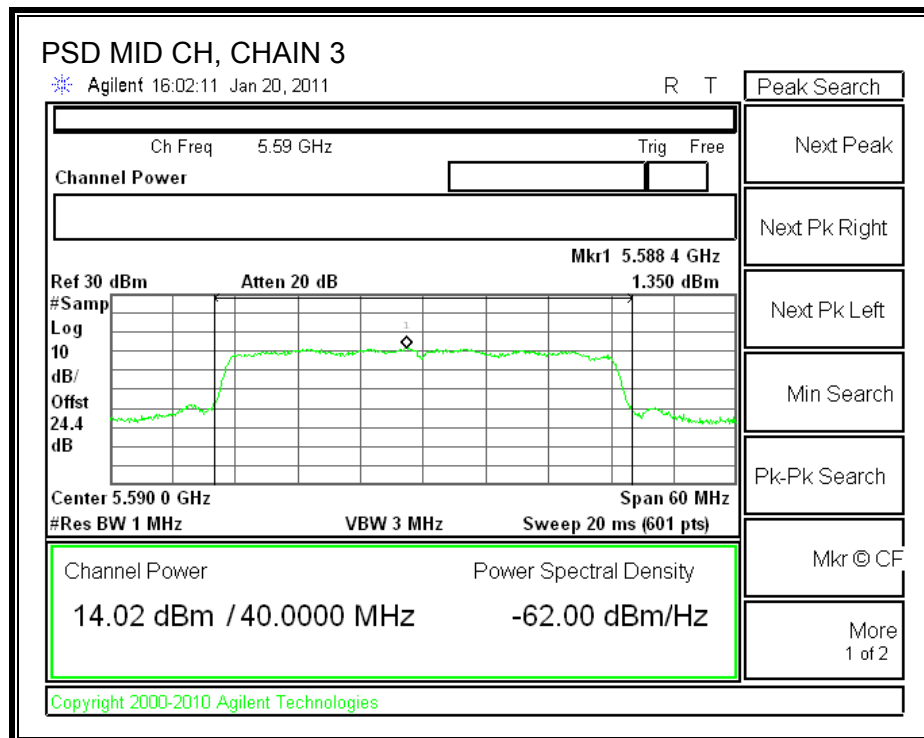 PSD MID CH, CHAIN 3
Agilent 16:02:11 Jan 20, 2011 R T
Peak Search
Ch Freq 5.59 GHz Trig Free
Channel Power
Mkr1 5.588 4 GHz
Ref 30 dBm Atten 20 dB 1.350 dBm
#Samp
Log
10
dB/
Offst
24.4
dB
1
Center 5.590 0 GHz Span 60 MHz
#Res BW 1 MHz VBW 3 MHz Sweep 20 ms (601 pts)
Channel Power Power Spectral Density
14.02 dBm / 40.0000 MHz -62.00 dBm/Hz
Copyright 2000-2010 Agilent Technologies
Next Peak
Next Pk Right
Next Pk Left
Min Search
Pk-Pk Search
Mkr © CF
More
1 of 2